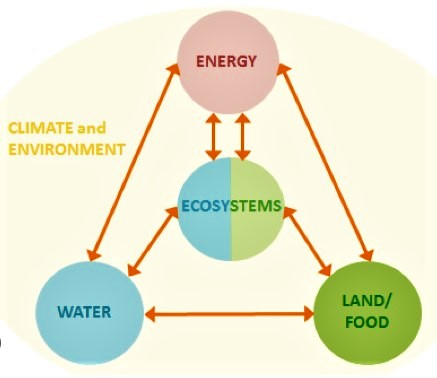 ENERGY
CLIMATE and
ENVIRONMENT
ECOSYSTEMS
WATER
LAND/
FOOD